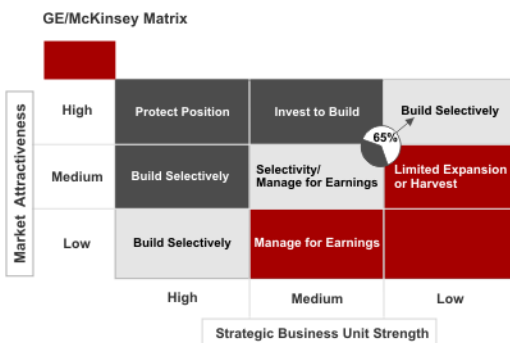 GE/McKinsey Matrix
Market Attractiveness
High
Protect Position
Invest to Build
Build Selectively
65%
Medium
Build Selectively
Selectivity/
Manage for Earnings
Limited Expansion
or Harvest
Low
Build Selectively
Manage for Earnings
High
Medium
Low
Strategic Business Unit Strength